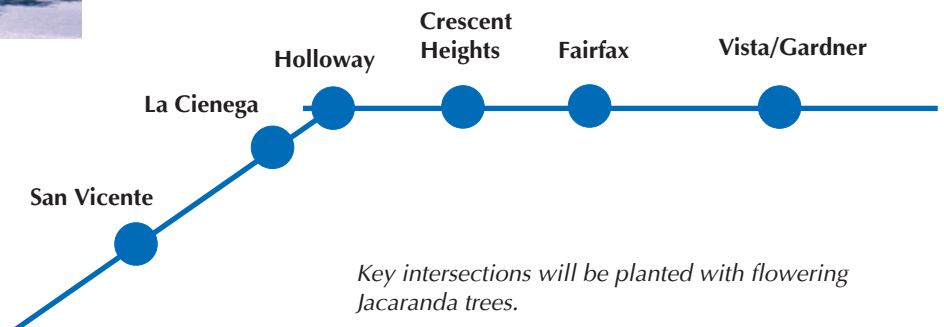 Crescent
Heights
Holloway
Fairfax
Vista/Gardner
La Cienega
San Vicente
Key intersections will be planted with flowering
Jacaranda trees.